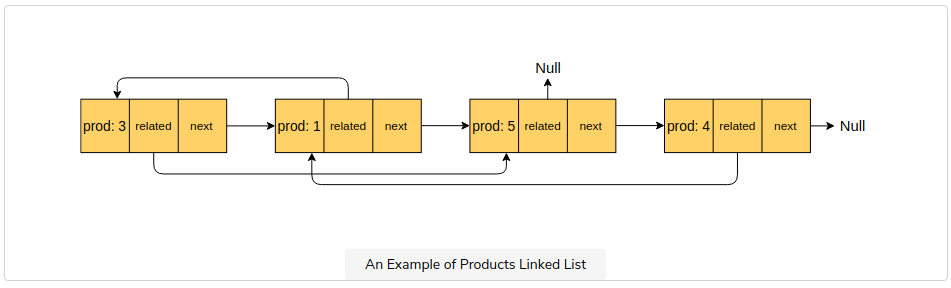 Null
prod: 3 related next prod: 1 related next prod: 5 related next prod: 4 related next Null
An Example of Products Linked List